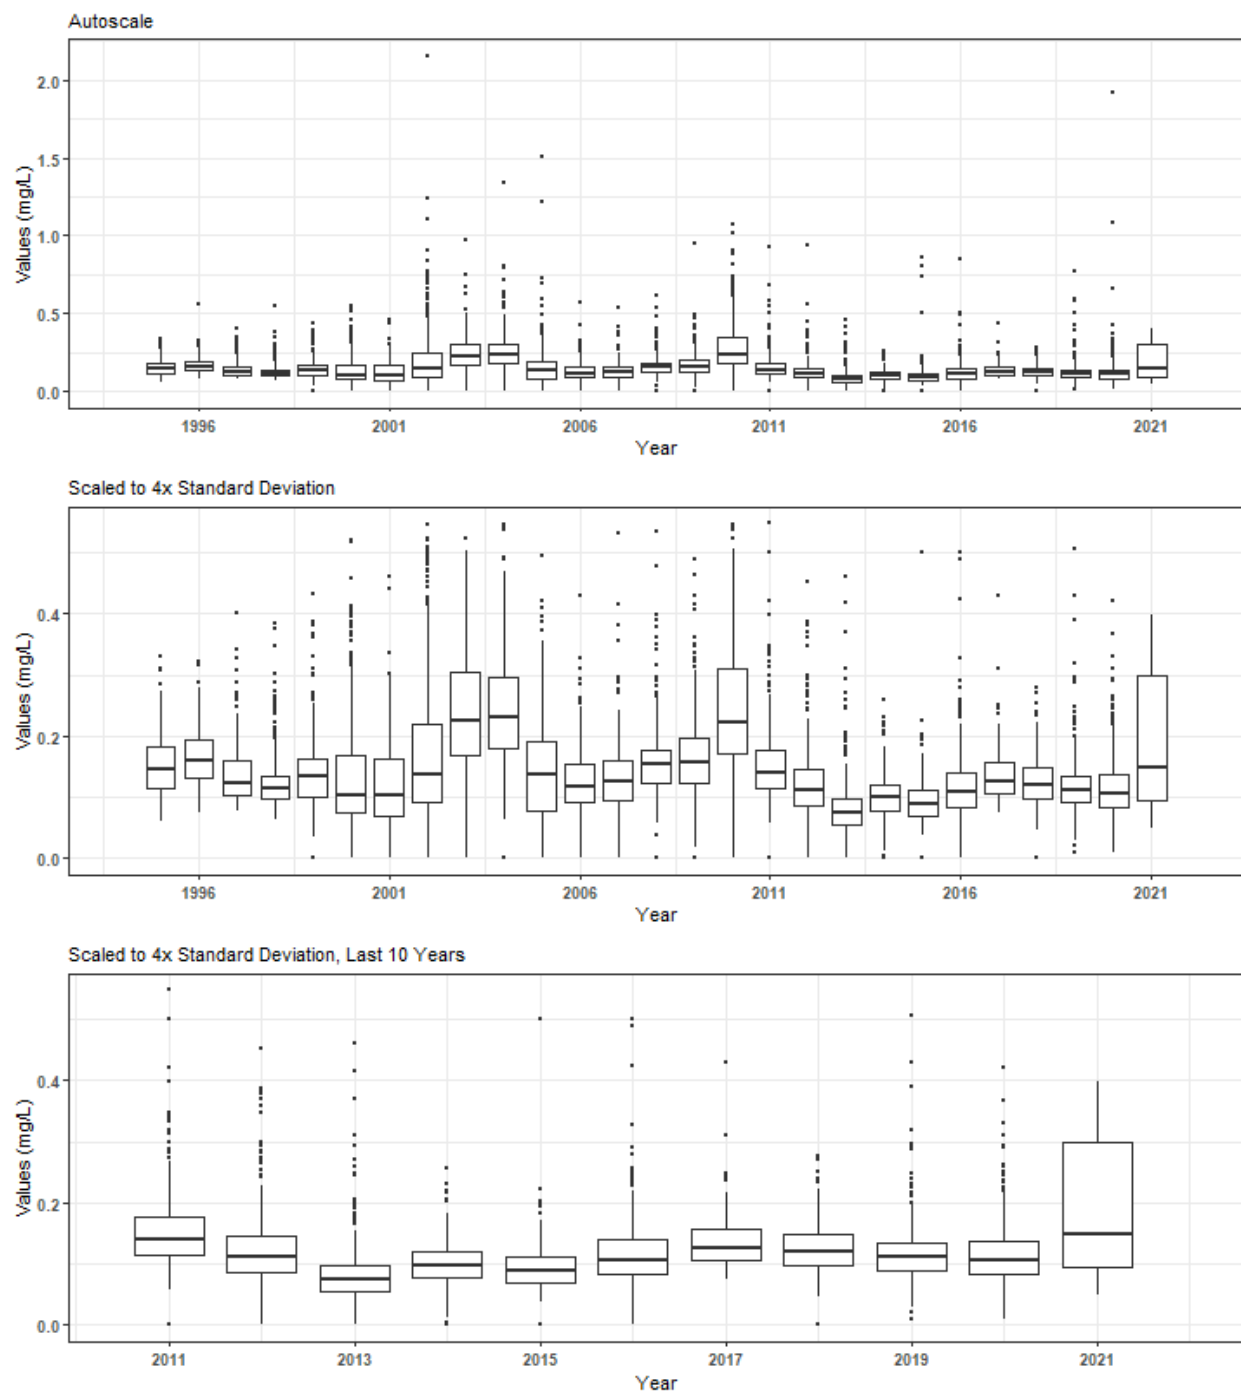 Autoscale
2.0
1.5
1.0
0.5
0.0
Values (mg/L)
1996 2001 2006 2011 2016 2021
Year
Scaled to 4x Standard Deviation
0.4
0.2
0.0
Values (mg/L)
1996 2001 2006 2011 2016 2021
Year
Scaled to 4x Standard Deviation, Last 10 Years
0.4
0.2
0.0
Values (mg/L)
2011 2013 2015 2017 2019 2021
Year